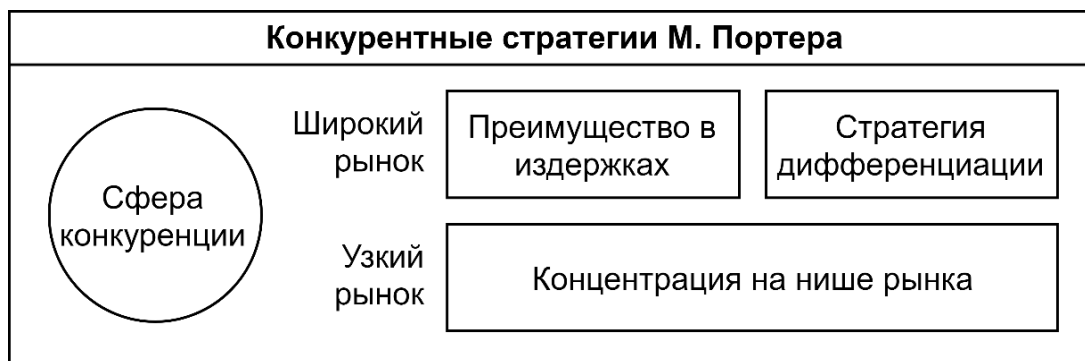 Конкурентные стратегии М. Портера
Сфера
конкуренции
Широкий
рынок
Преимущество в
издержках
Стратегия
дифференциации
Узкий
рынок
Концентрация на нише рынка